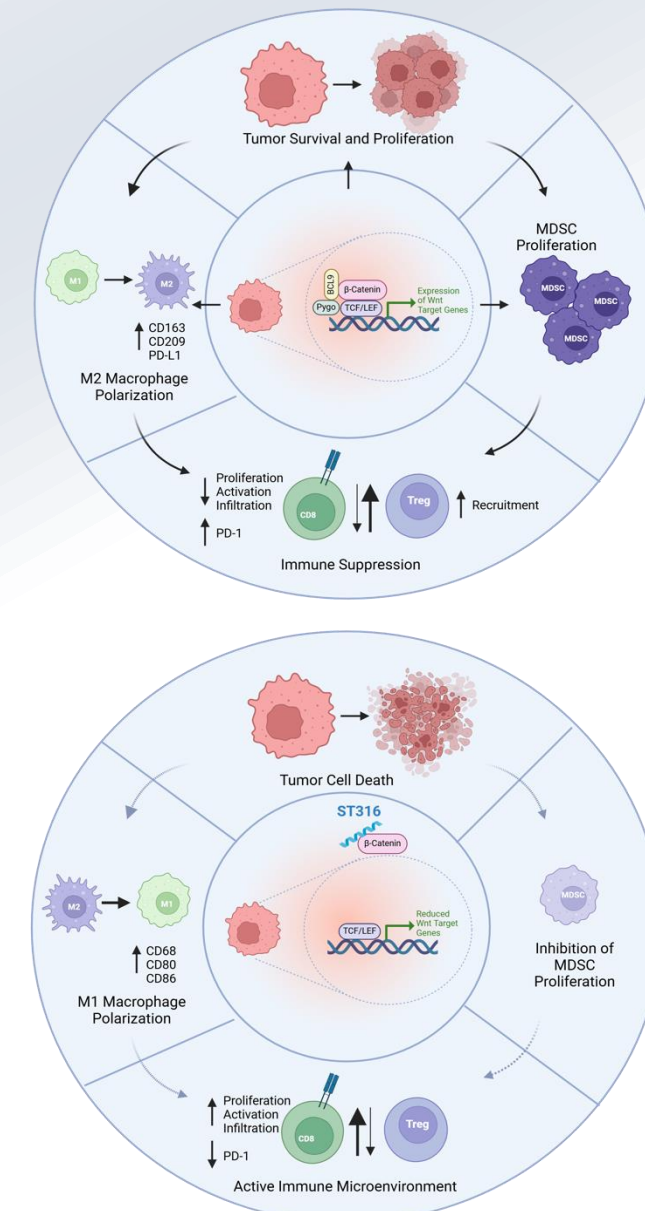 Tumor Survival and Proliferation
M1
M2
CD163
CD209
PD-L1
M2 Macrophage
Polarization
BCL9
β-Catenin
Pygo
TCF/LEF
Expression
of Wnt
Target Genes
MDSC
Proliferation
MDSC
MDSC
MDSC
Proliferation
Activation
Infiltration
PD-1
CD8
Treg
Recruitment
Immune Suppression
Tumor Cell Death
ST316
β-Catenin
M2
M1
CD68
CD80
CD86
M1 Macrophage
Polarization
TCF/LEF
Reduced
Wnt Target
Genes
MDSC
Inhibition of
MDSC
Proliferation
Proliferation
Activation
Infiltration
PD-1
CD8
Treg
Active Immune Microenvironment